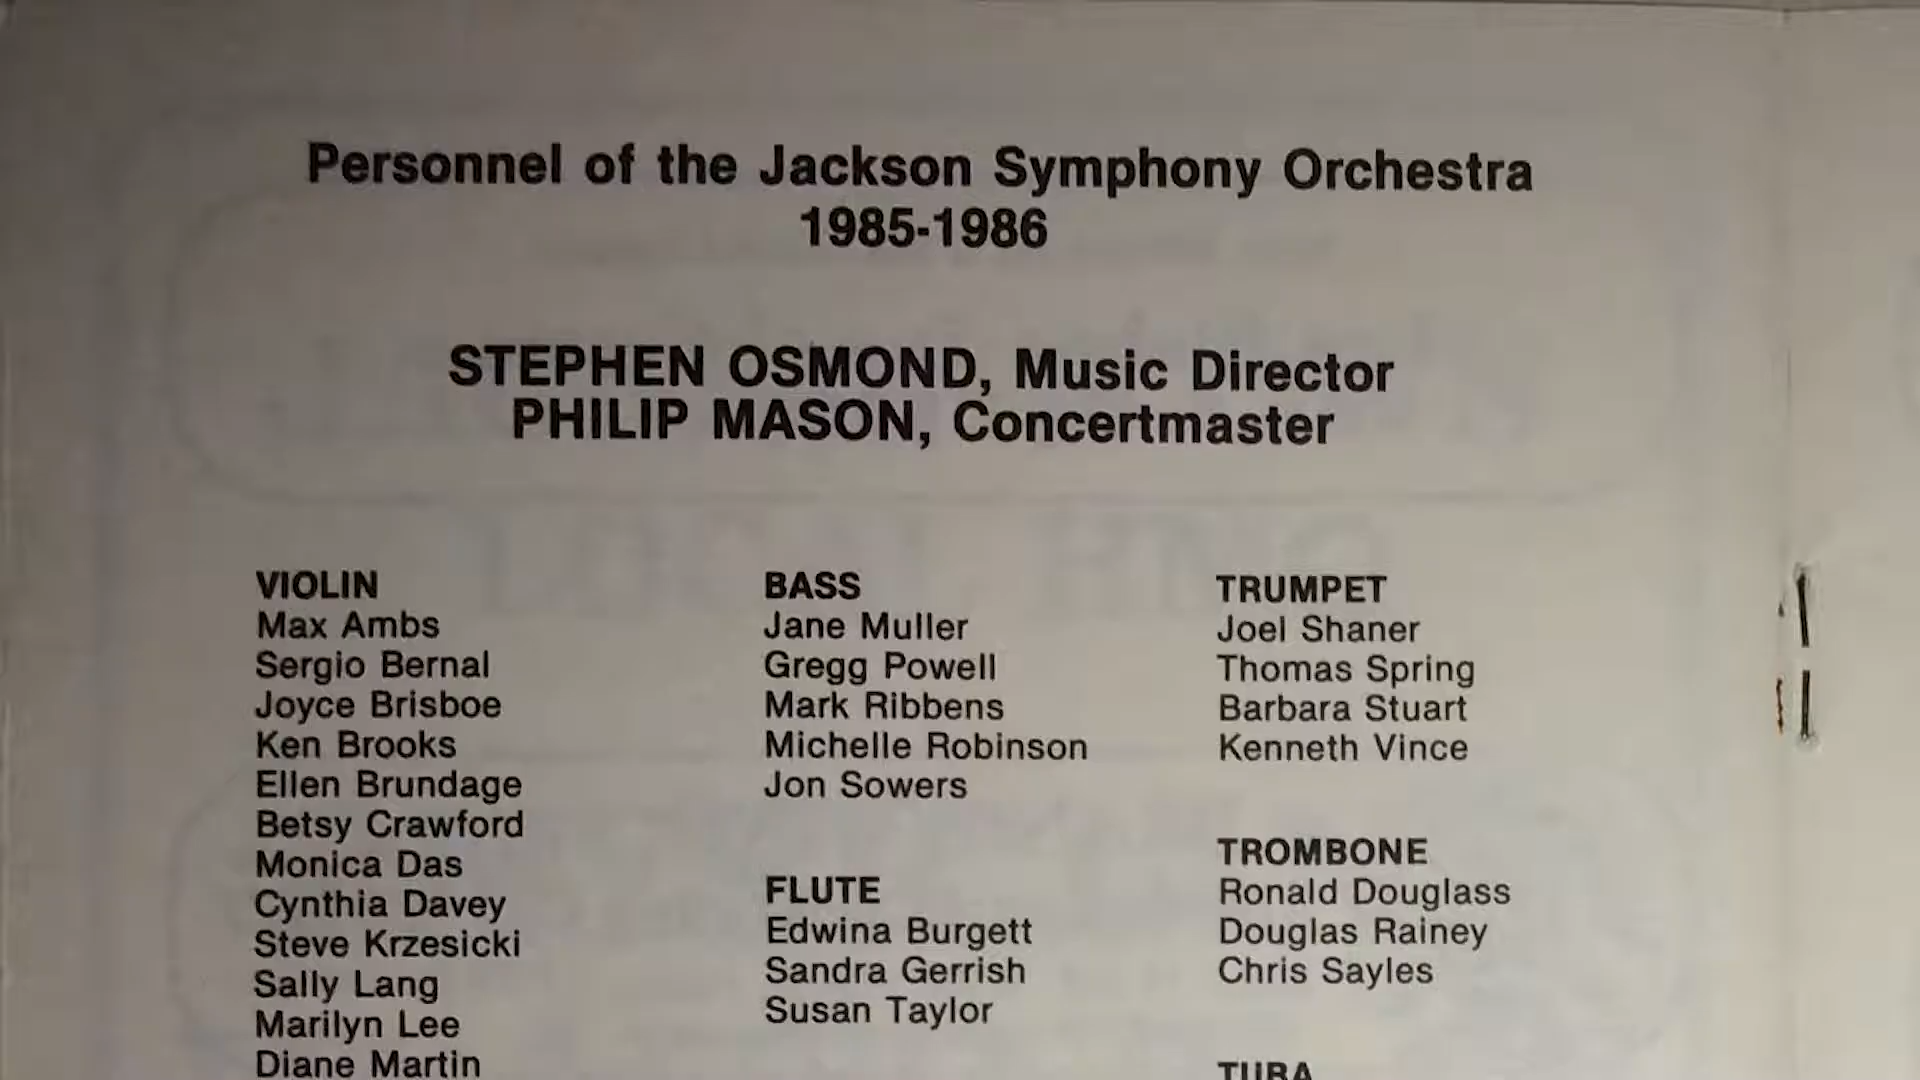 Personnel of the Jackson Symphony Orchestra
1985-1986
STEPHEN OSMOND, Music Director
PHILIP MASON, Concertmaster
VIOLIN
Max Ambs
Sergio Bernal
Joyce Brisboe
Ken Brooks
Ellen Brundage
Betsy Crawford
Monica Das
Cynthia Davey
Steve Krzesicki
Sally Lang
Marilyn Lee
Diane Martin
BASS
Jane Muller
Gregg Powell
Mark Ribbens
Michelle Robinson
Jon Sowers
FLUTE
Edwina Burgett
Sandra Gerrish
Susan Taylor
TRUMPET
Joel Shaner
Thomas Spring
Barbara Stuart
Kenneth Vince
TROMBONE
Ronald Douglass
Douglas Rainey
Chris Sayles
TUBA